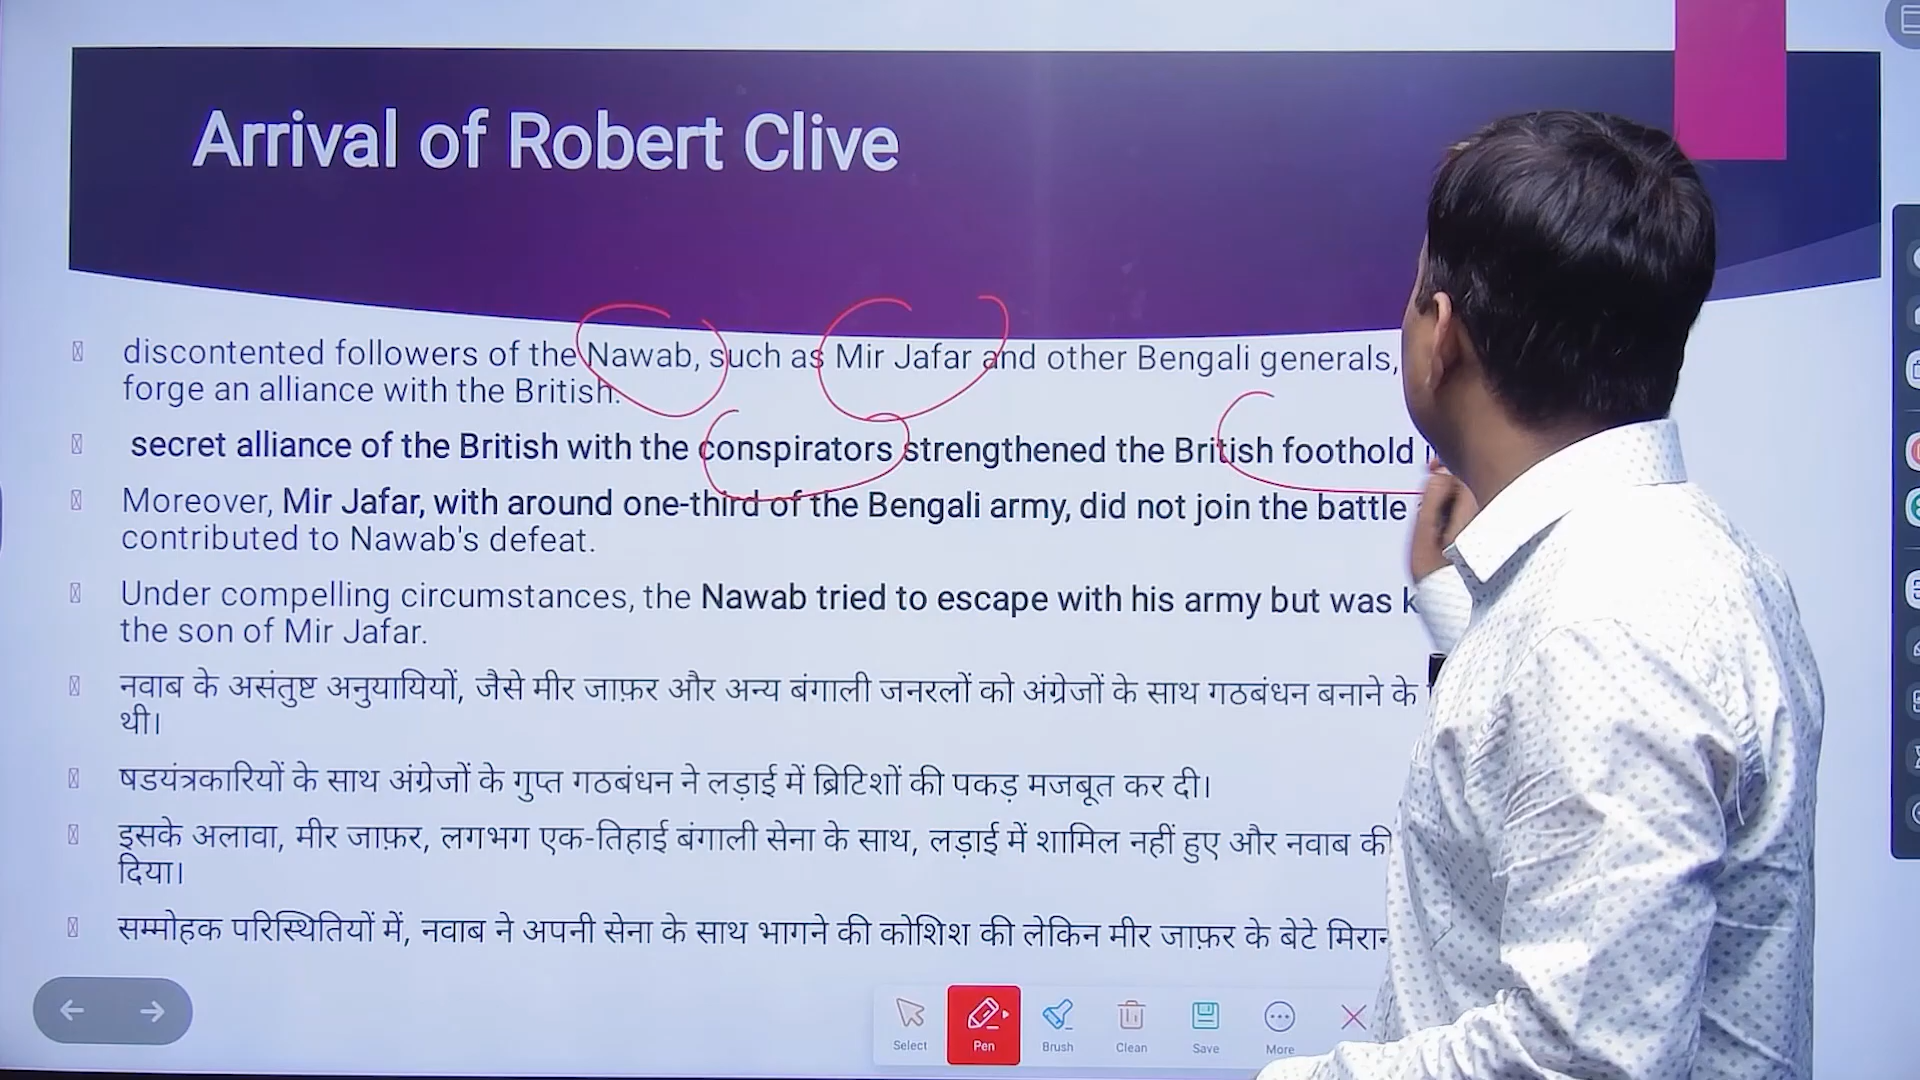 Arrival of Robert Clive
discontented followers of the Nawab, such as Mir Jafar and other Bengali generals,
forge an alliance with the British.
secret alliance of the British with the conspirators strengthened the British foothold
Moreover, Mir Jafar, with around one-third of the Bengali army, did not join the battle
contributed to Nawab's defeat.
Under compelling circumstances, the Nawab tried to escape with his army but was
the son of Mir Jafar.
नवाब के असंतुष्ट अनुयायियों, जैसे मीर जाफ़र और अन्य बंगाली जनरलों को अंग्रेजों के साथ गठबंधन बनाने के
थी।
षडयंत्रकारियों के साथ अंग्रेजों के गुप्त गठबंधन ने लड़ाई में ब्रिटिशों की पकड़ मजबूत कर दी।
इसके अलावा, मीर जाफ़र, लगभग एक-तिहाई बंगाली सेना के साथ, लड़ाई में शामिल नहीं हुए और नवाब की
दिया।
सम्मोहक परिस्थितियों में, नवाब ने अपनी सेना के साथ भागने की कोशिश की लेकिन मीर जाफ़र के बेटे
Select Pen Brush Clean Save More